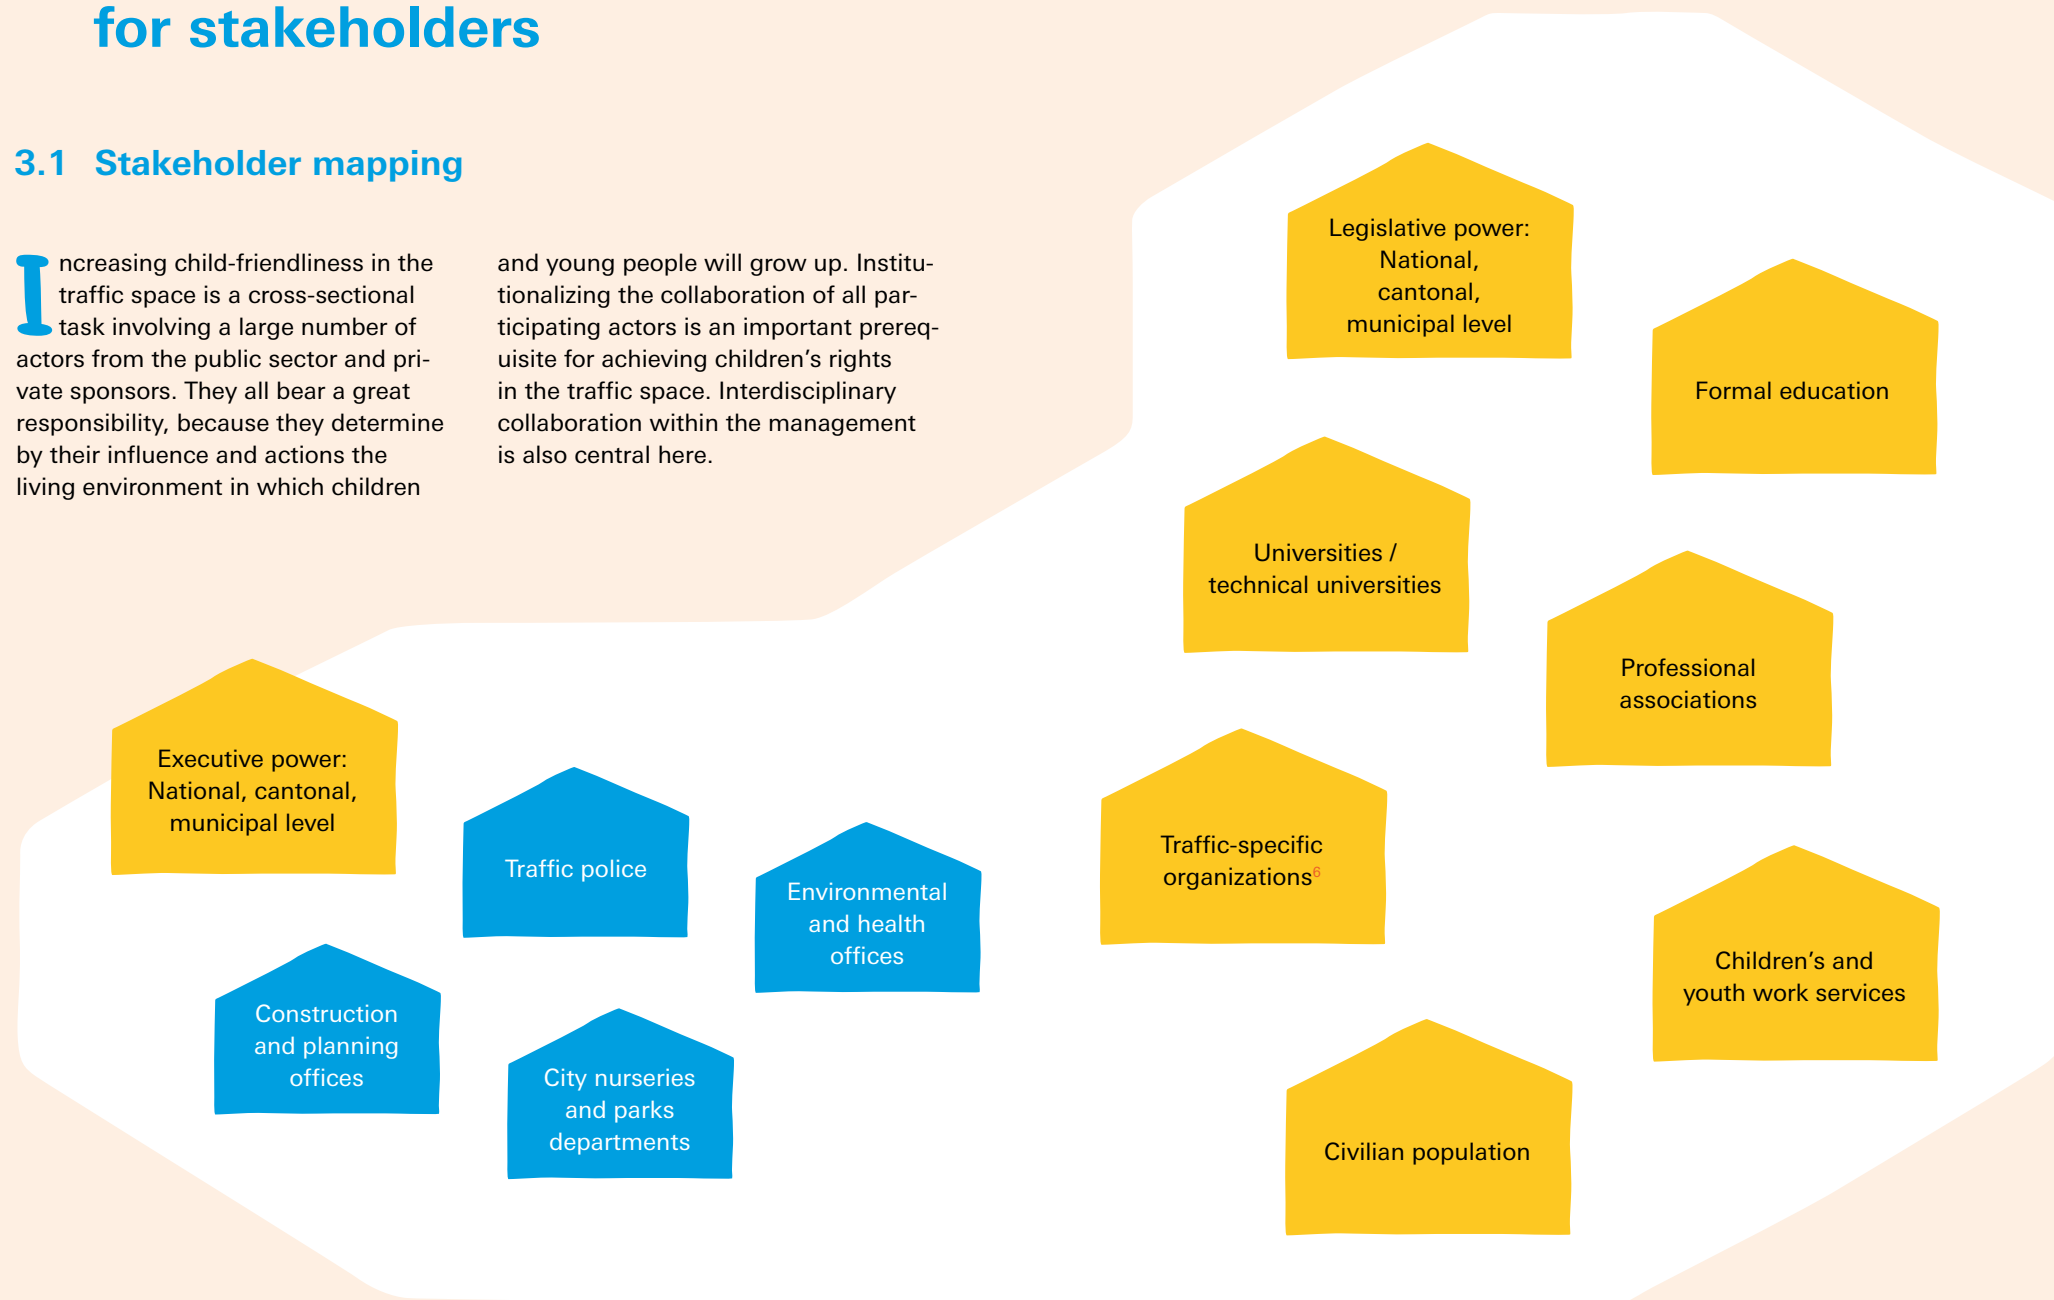 for stakeholders
3.1 Stakeholder mapping
Increasing child-friendliness in the
traffic space is a cross-sectional
task involving a large number of
actors from the public sector and pri-
vate sponsors. They all bear a great
responsibility, because they determine
by their influence and actions the
living environment in which children
and young people will grow up. Institu-
tionalizing the collaboration of all par-
ticipating actors is an important prereq-
uisite for achieving children’s rights
in the traffic space. Interdisciplinary
collaboration within the management
is also central here.
Legislative power:
National,
cantonal,
municipal level
Formal education
Universities /
technical universities
Professional
associations
Executive power:
National, cantonal,
municipal level
Traffic police
Environmental
and health
offices
Traffic-specific
organizations6
Construction
and planning
offices
City nurseries
and parks
departments
Children’s and
youth work services
Civilian population